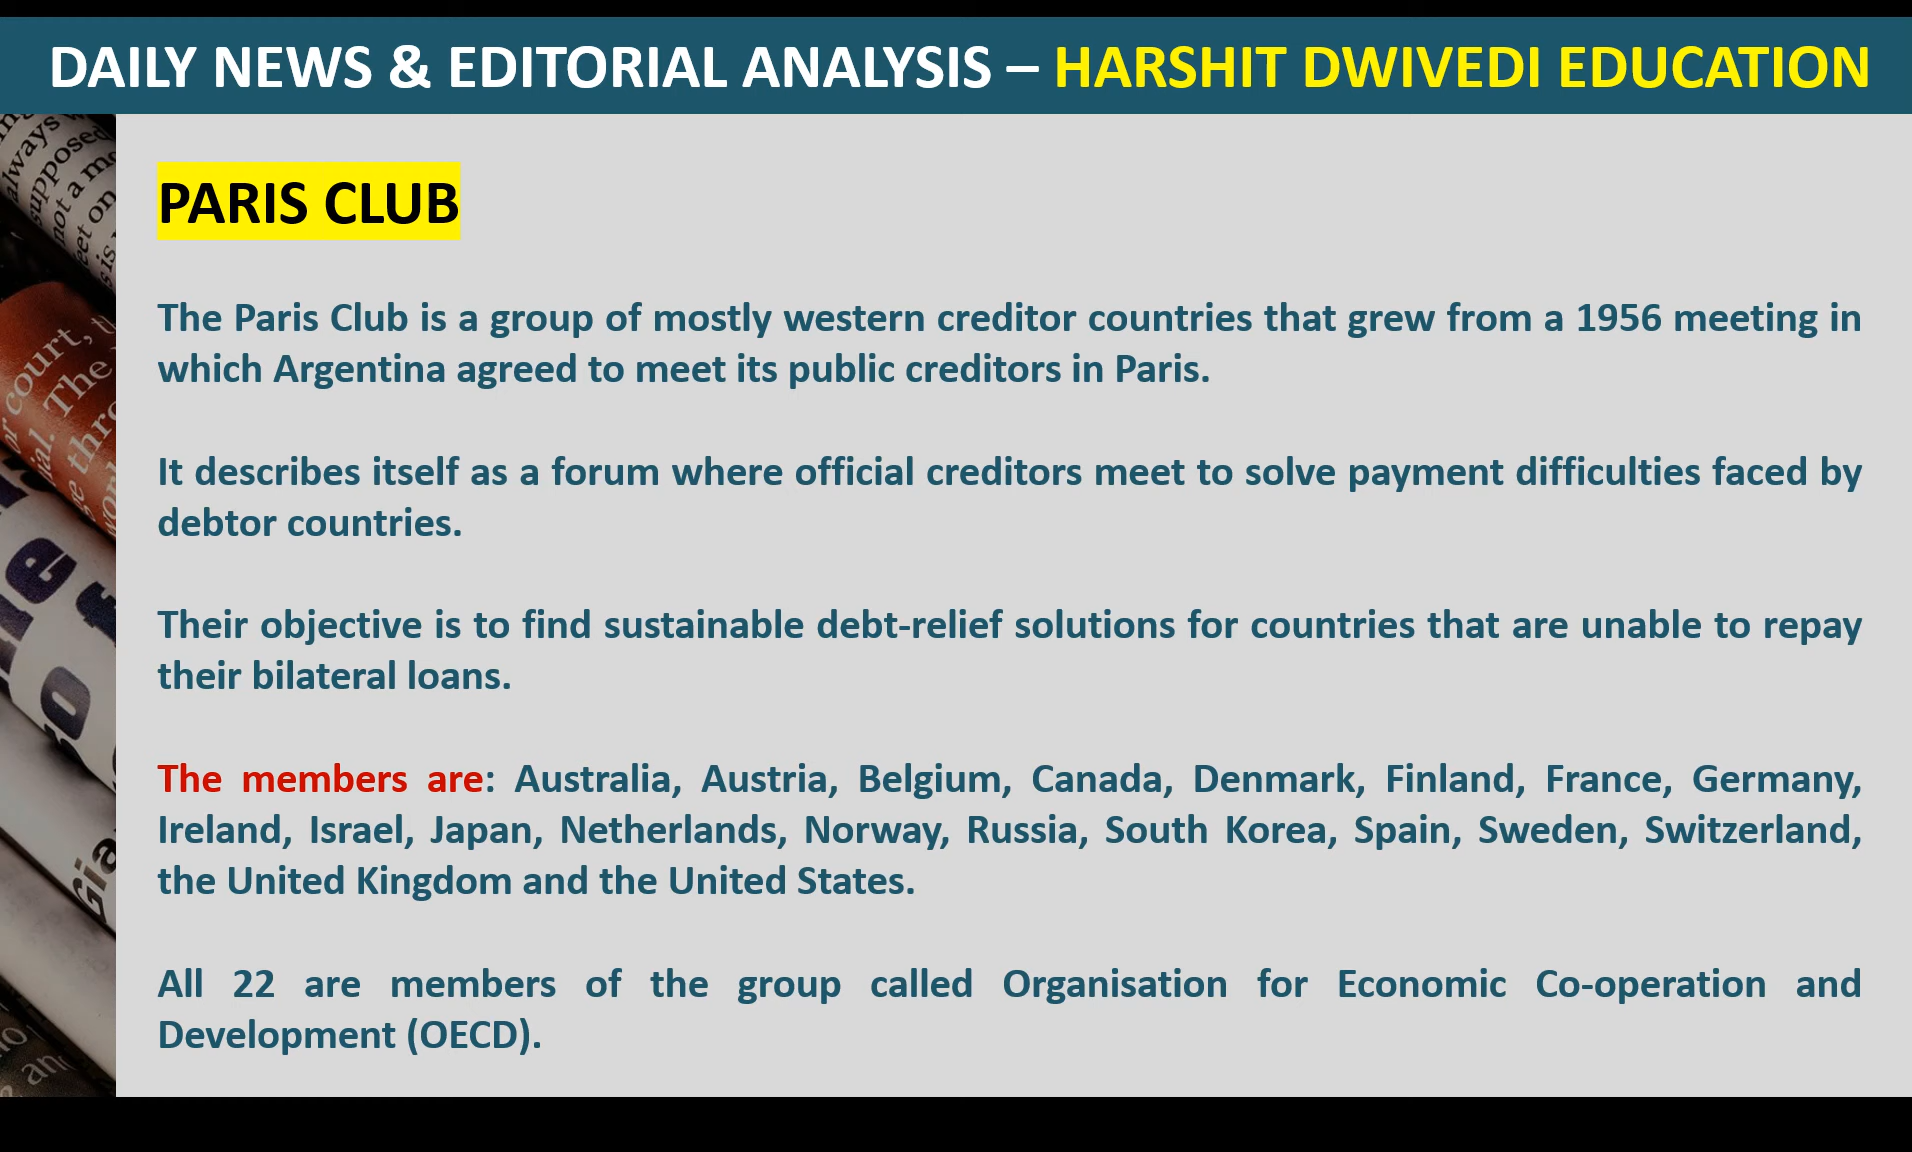 DAILY NEWS & EDITORIAL ANALYSIS – HARSHIT DWIVEDI EDUCATION
always
supposed
not a
court,
The
PARIS CLUB
The Paris Club is a group of mostly western creditor countries that grew from a 1956 meeting in
which Argentina agreed to meet its public creditors in Paris.
It describes itself as a forum where official creditors meet to solve payment difficulties faced by
debtor countries.
Their objective is to find sustainable debt-relief solutions for countries that are unable to repay
their bilateral loans.
The members are: Australia, Austria, Belgium, Canada, Denmark, Finland, France, Germany,
Ireland, Israel, Japan, Netherlands, Norway, Russia, South Korea, Spain, Sweden, Switzerland,
the United Kingdom and the United States.
All 22 are members of the group called Organisation for Economic Co-operation and
Development (OECD).